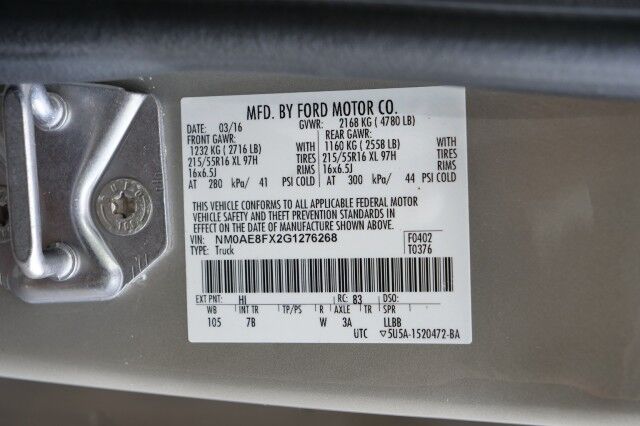 MFD. BY FORD MOTOR CO.
DATE: 03/16 GVWR: 2168 KG ( 4780 LB)
FRONT GAWR: REAR GAWR:
1232 KG ( 2716 LB) WITH 1160 KG ( 2558 LB) WITH
215/55R16 XL 97H TIRES 215/55R16 XL 97H TIRES
16x6.5J RIMS 16x6.5J RIMS
AT 280 kPa/ 41 PSI COLD AT 300 kPa/ 44 PSI COLD
THIS VEHICLE CONFORMS TO ALL APPLICABLE FEDERAL MOTOR
VEHICLE SAFETY AND THEFT PREVENTION STANDARDS IN
EFFECT ON THE DATE OF MANUFACTURE SHOWN ABOVE.
VIN: NM0AE8FX2G1276268 F0402
TYPE: Truck T0376
EXT PNT: HI RC: 83 DSO:
WB INT TR TP/PS R AXLE TR SPR
105 7B W 3A LLBB
UTC ▽5U5A-1520472-BA